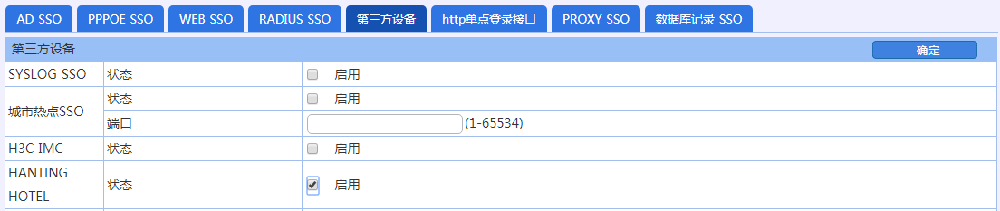 AD SSO PPPOE SSO WEB SSO RADIUS SSO 第三方设备 http单点登录接口 PROXY SSO 数据库记录 SSO
第三方设备 确定
SYSLOG SSO 状态 启用
城市热点SSO 状态 启用
端口 (1-65534)
H3C IMC 状态 启用
HANTING
HOTEL 状态 启用